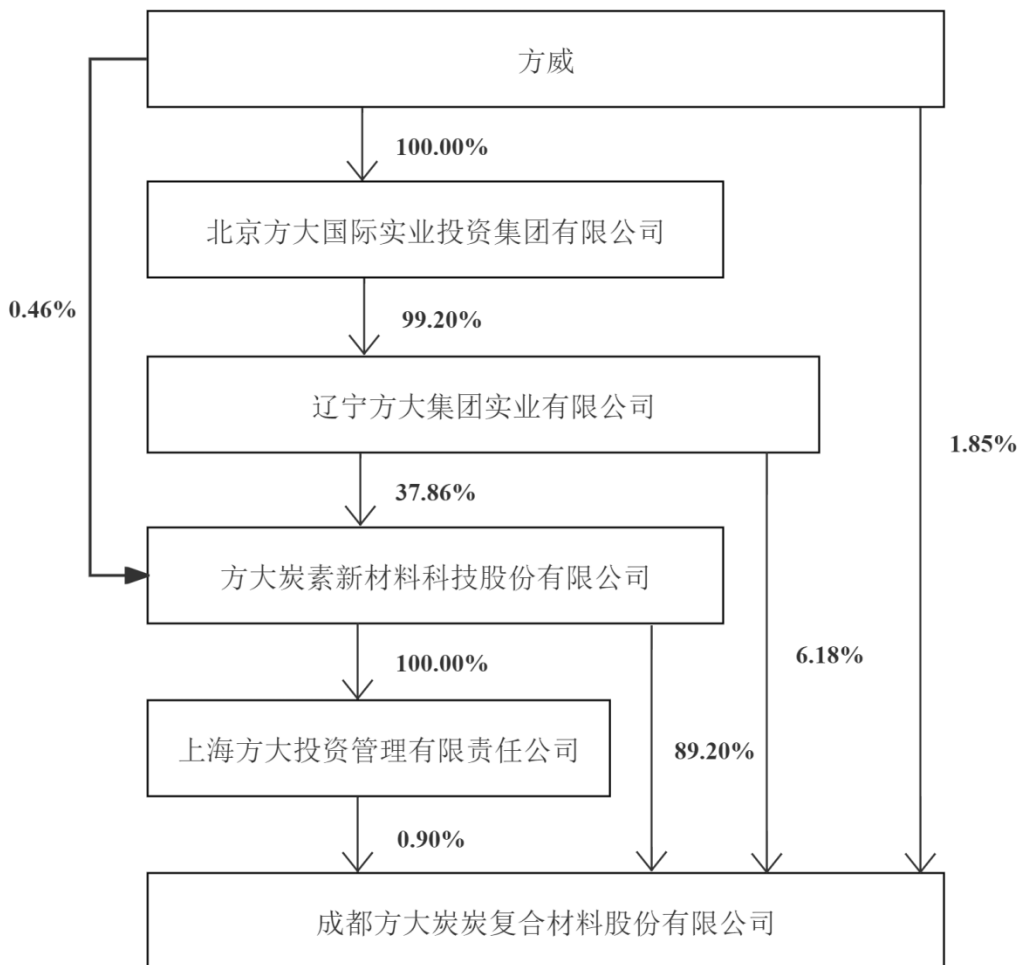 方威
100.00%
北京方大国际实业投资集团有限公司
0.46%
99.20%
辽宁方大集团实业有限公司
1.85%
37.86%
方大炭素新材料科技股份有限公司
6.18%
100.00%
上海方大投资管理有限责任公司
89.20%
0.90%
成都方大炭炭复合材料股份有限公司